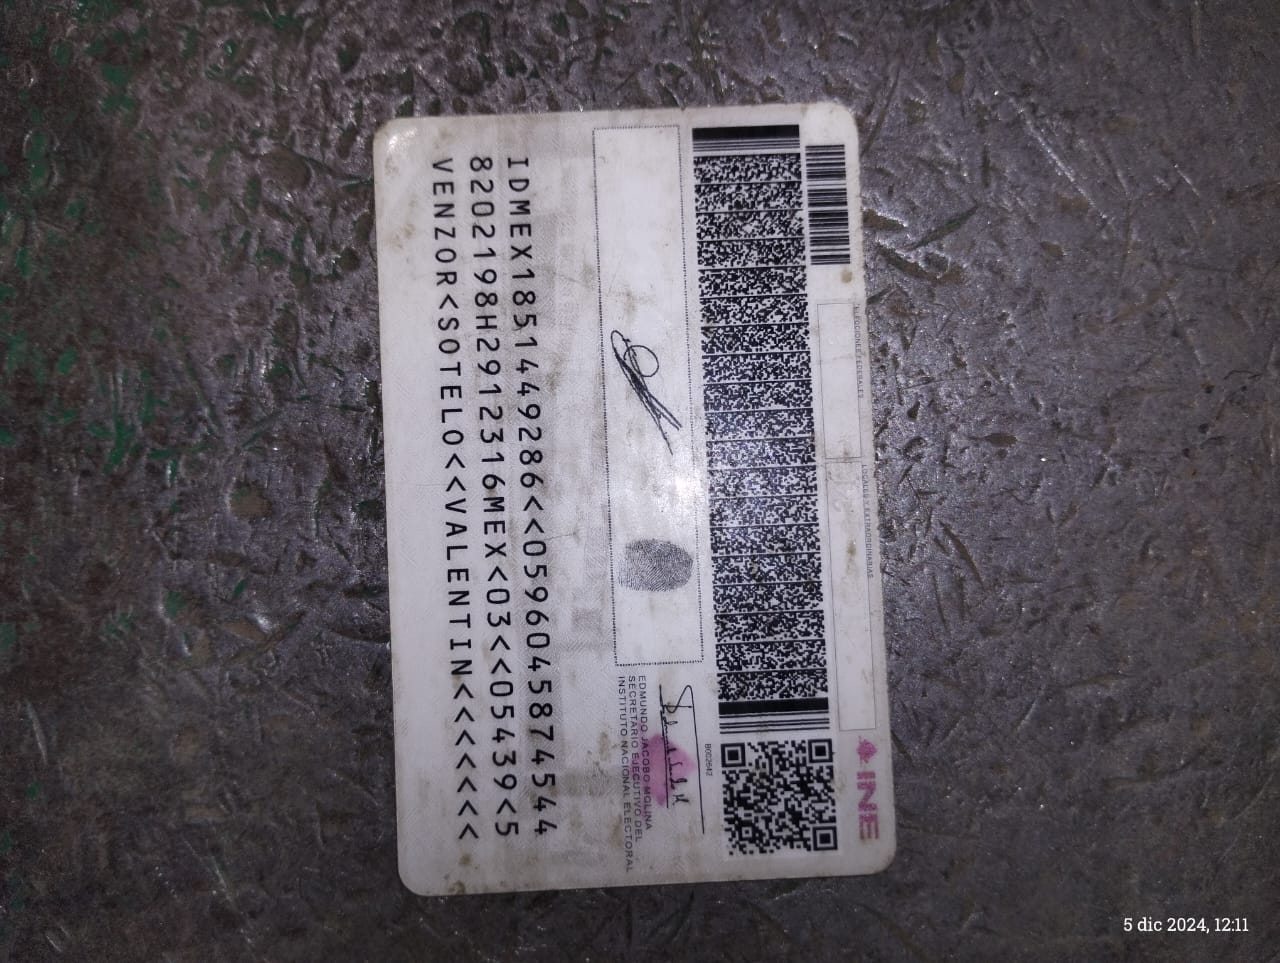 INE
ELECCIONES FEDERALES
LOCALES Y EXTRAORDINARIAS
EDMUNDO JACOBO MOLINA
SECRETARIO EJECUTIVO DEL
INSTITUTO NACIONAL ELECTORAL
IDMEX1851449286<<0596045874544
8202198H2912316MEX<03<<05439<5
VENZOR<SOTELO<<VALENTIN<<<<<<<
5 dic 2024, 12:11